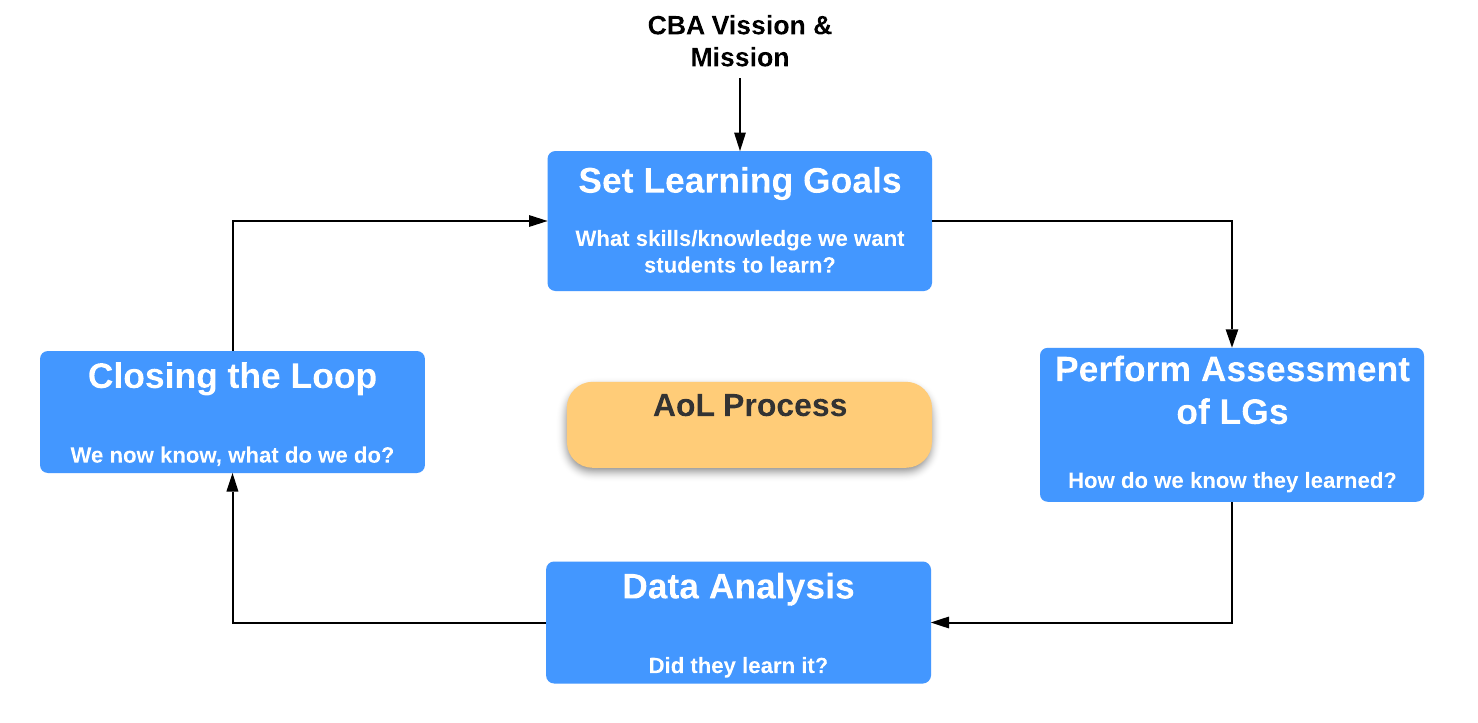 CBA Vission &
Mission
Set Learning Goals
What skills/knowledge we want
students to learn?
Closing the Loop
We now know, what do we do?
AoL Process
Perform Assessment
of LGs
How do we know they learned?
Data Analysis
Did they learn it?